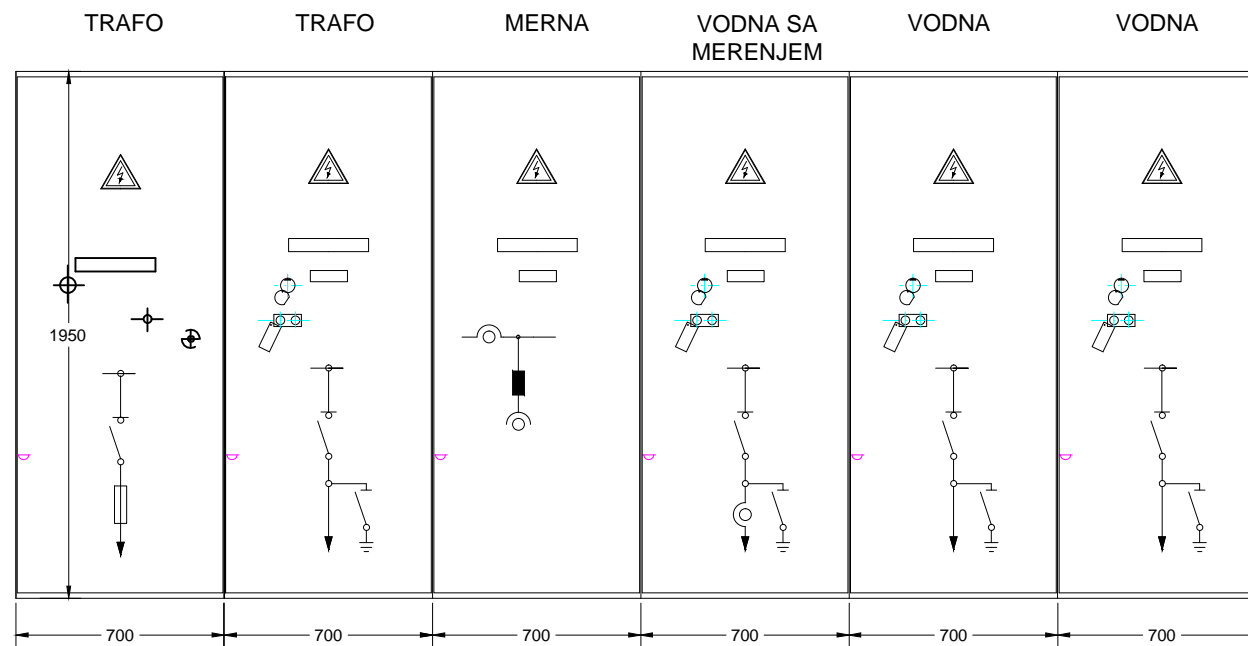 TRAFO
TRAFO
MERNA
VODNA SA
MERENJEM
VODNA
VODNA
1950
700
700
700
700
700
700